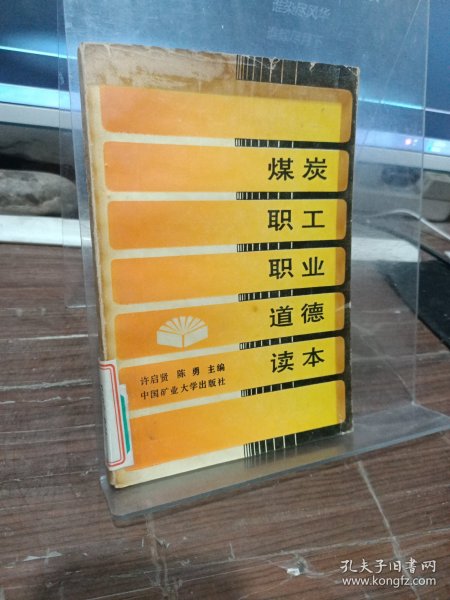 煤炭
职工
职业
道德
读本
许启贤 陈勇 主编
中国矿业大学出版社
孔夫子旧书网
www.kongfz.com